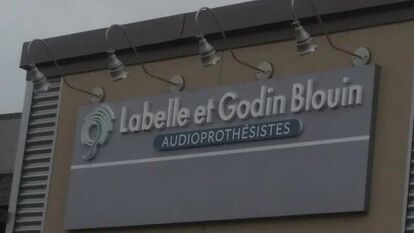 Labelle et Godin Blouin
AUDIOPROTHÉSISTES